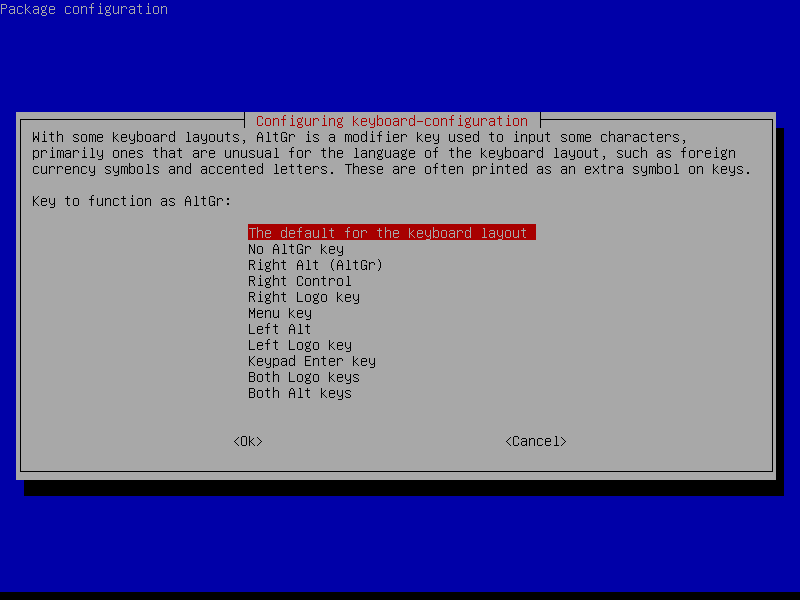 Package configuration
Configuring keyboard-configuration
With some keyboard layouts, AltGr is a modifier key used to input some characters,
primarily ones that are unusual for the language of the keyboard layout, such as foreign
currency symbols and accented letters. These are often printed as an extra symbol on keys.
Key to function as AltGr:
The default for the keyboard layout
No AltGr key
Right Alt (AltGr)
Right Control
Right Logo key
Menu key
Left Alt
Left Logo key
Keypad Enter key
Both Logo keys
Both Alt keys
<Ok> <Cancel>